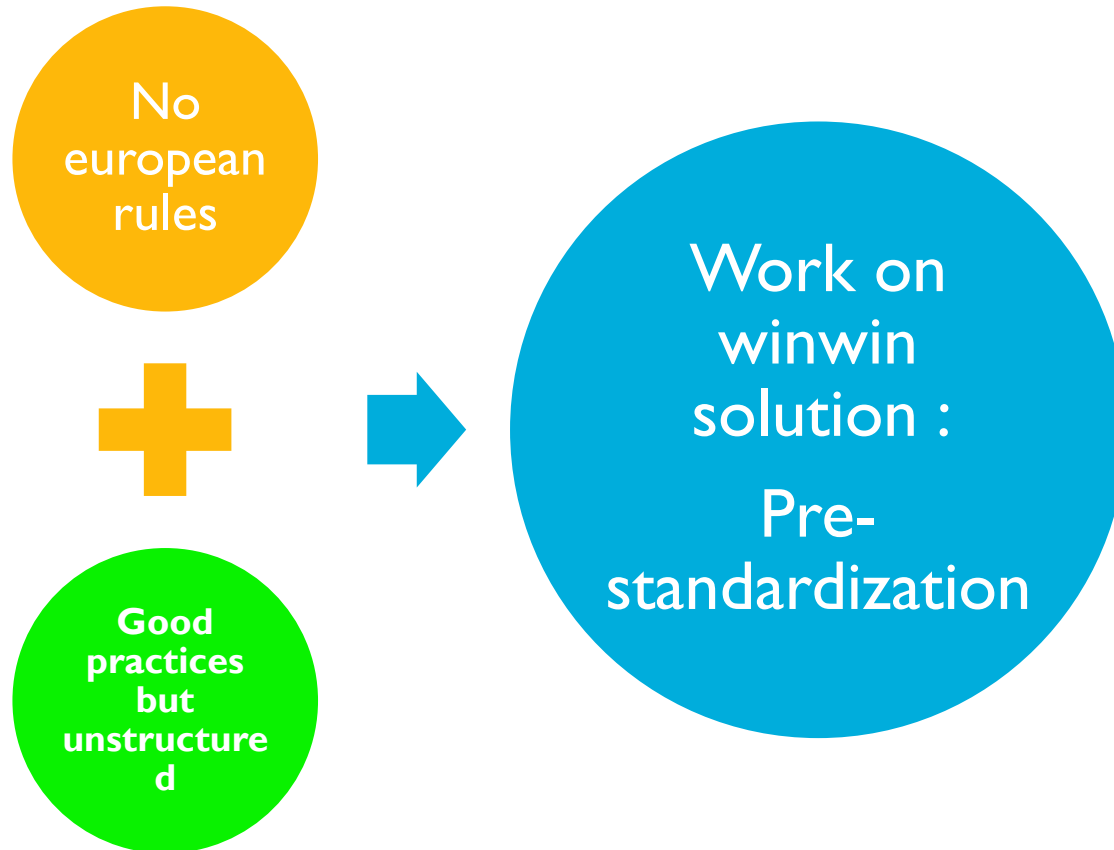 No
european
rules
Good
practices
but
unstructure
d
Work on
winwin
solution :
Pre-
standardization